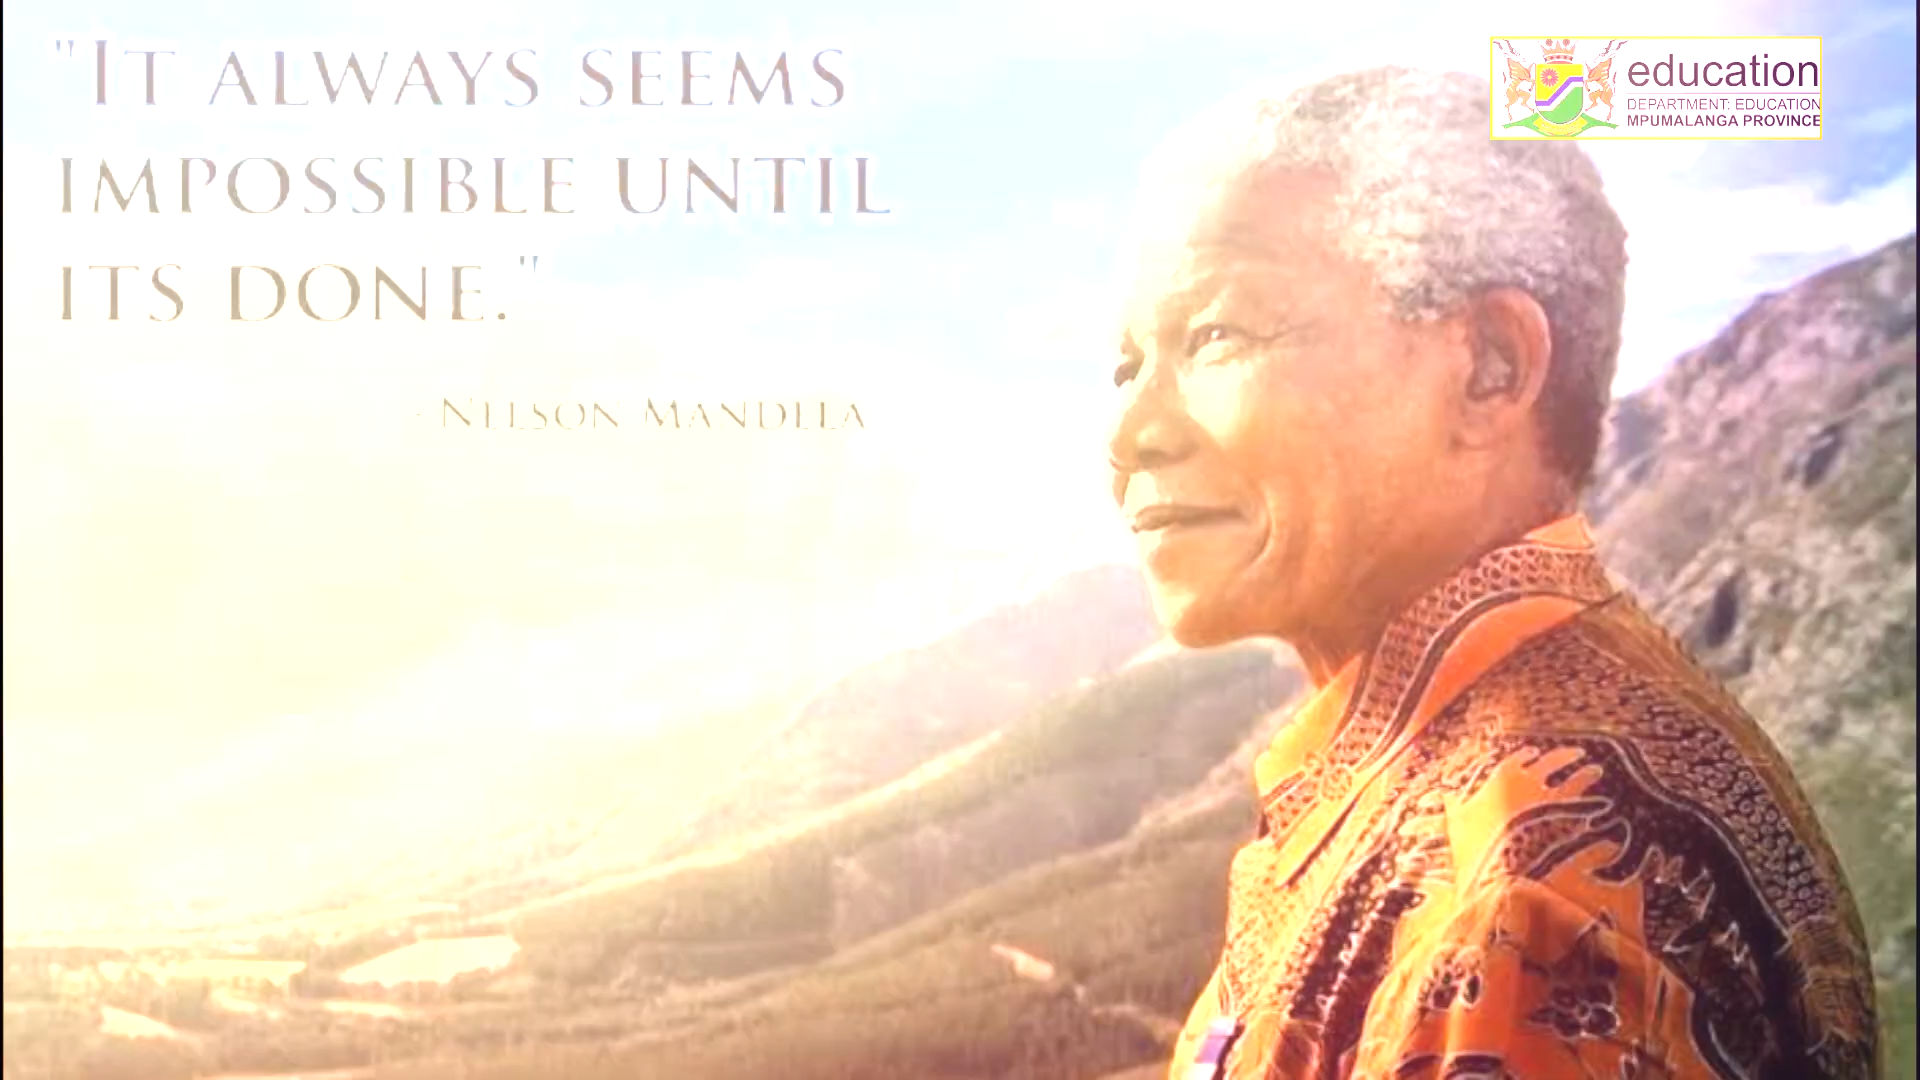 "IT ALWAYS SEEMS
IMPOSSIBLE UNTIL
ITS DONE."
- NELSON MANDELA
education
DEPARTMENT: EDUCATION
MPUMALANGA PROVINCE